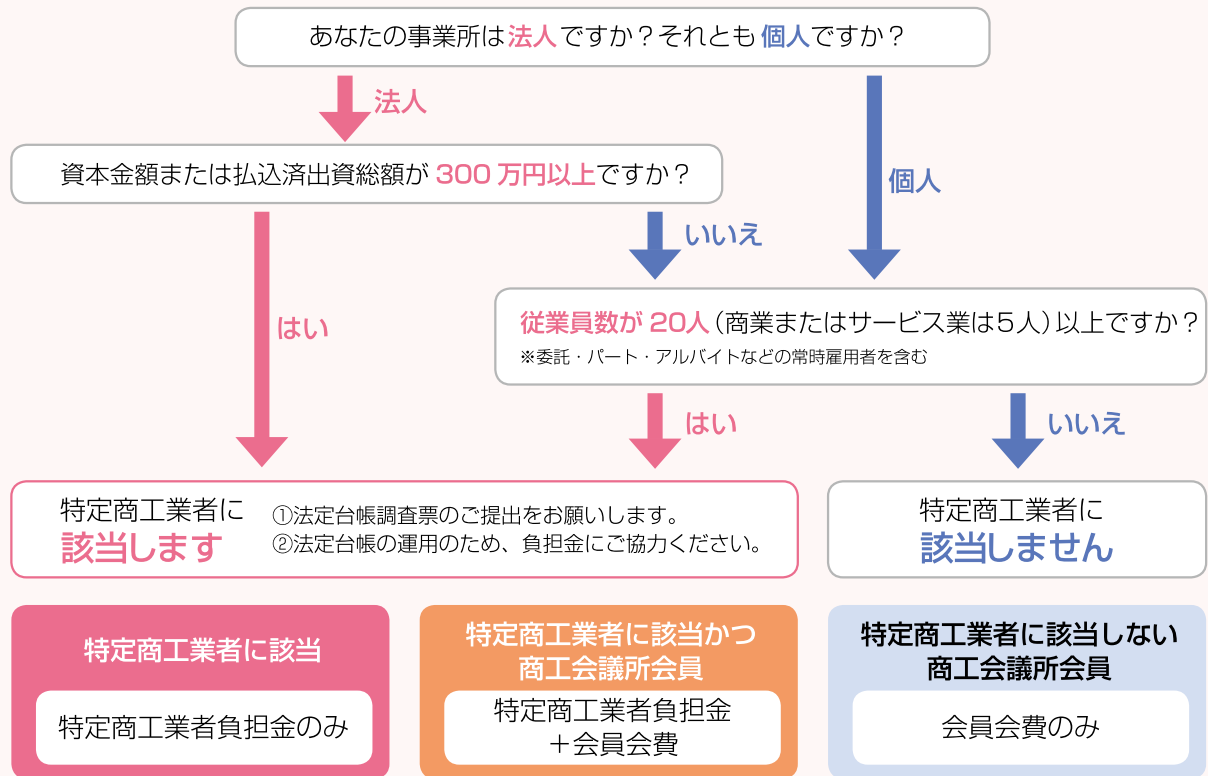 あなたの事業所は法人ですか？それとも個人ですか？
法人
資本金額または払込済出資総額が300万円以上ですか？
個人
いいえ
はい
従業員数が20人（商業またはサービス業は5人）以上ですか？
※委託・パート・アルバイトなどの常時雇用者を含む
はい
いいえ
特定商工業者に
該当します
①法定台帳調査票のご提出をお願いします。
②法定台帳の運用のため、負担金にご協力ください。
特定商工業者に
該当しません
特定商工業者に該当
特定商工業者負担金のみ
特定商工業者に該当かつ
商工会議所会員
特定商工業者負担金
＋会員会費
特定商工業者に該当しない
商工会議所会員
会員会費のみ